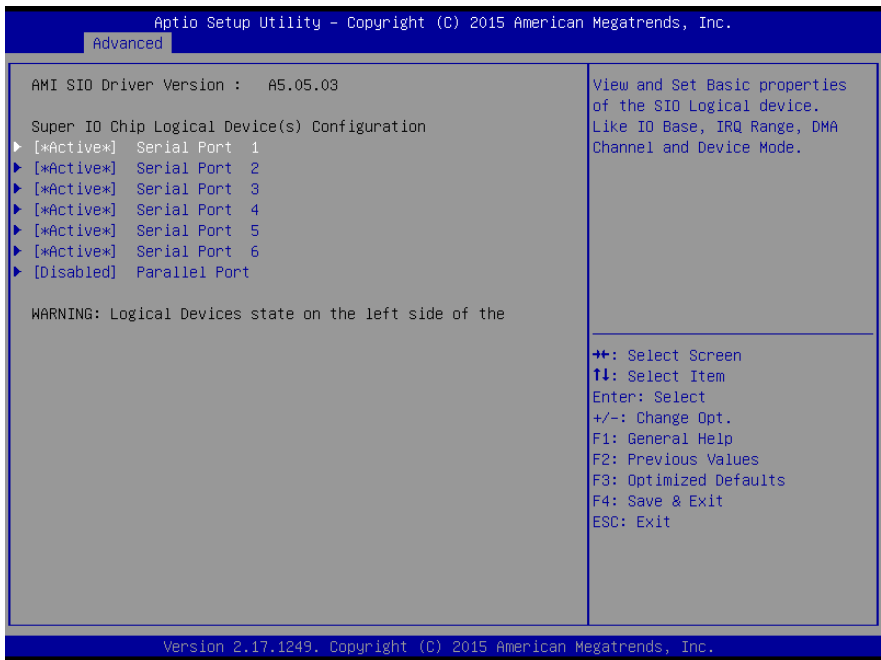 Aptio Setup Utility – Copyright (C) 2015 American Megatrends, Inc.
Advanced
AMI SIO Driver Version : A5.05.03
Super IO Chip Logical Device(s) Configuration
[*Active*] Serial Port 1
[*Active*] Serial Port 2
[*Active*] Serial Port 3
[*Active*] Serial Port 4
[*Active*] Serial Port 5
[*Active*] Serial Port 6
[Disabled] Parallel Port
WARNING: Logical Devices state on the left side of the
View and Set Basic properties
of the SIO Logical device.
Like IO Base, IRQ Range, DMA
Channel and Device Mode.
→←: Select Screen
↑↓: Select Item
Enter: Select
+/-: Change Opt.
F1: General Help
F2: Previous Values
F3: Optimized Defaults
F4: Save & Exit
ESC: Exit
Version 2.17.1249. Copyright (C) 2015 American Megatrends, Inc.